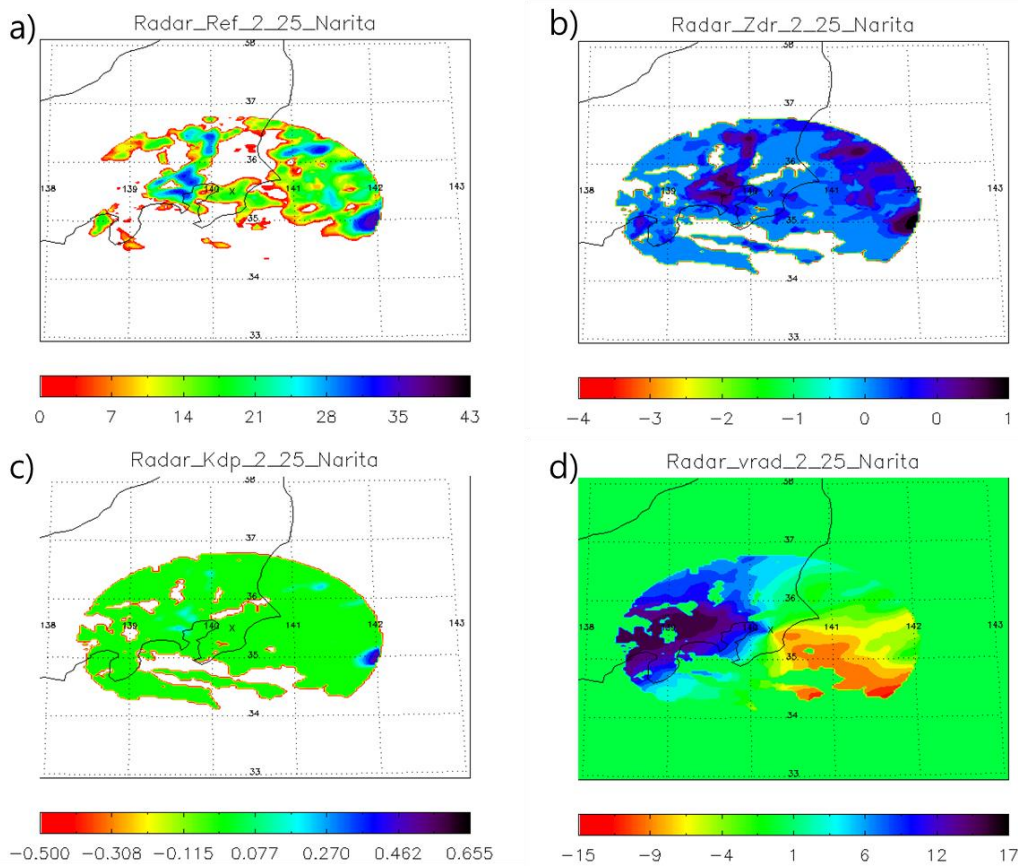 a)
Radar_Ref_2_25_Narita
38
37
36
138 139 140 X 141 142 143
35
34
33
0 7 14 21 28 35 43
b)
Radar_Zdr_2_25_Narita
38
37
36
138 139 140 X 141 142 143
35
34
33
−4 −3 −2 −1 −1 0 0 1
c)
Radar_Kdp_2_25_Narita
38
37
36
138 139 140 X 141 142 143
35
34
33
−0.500 −0.308 −0.115 0.077 0.270 0.462 0.655
d)
Radar_vrad_2_25_Narita
38
37
36
138 139 X 141 142 143
35
34
33
−15 −9 −4 1 6 12 17